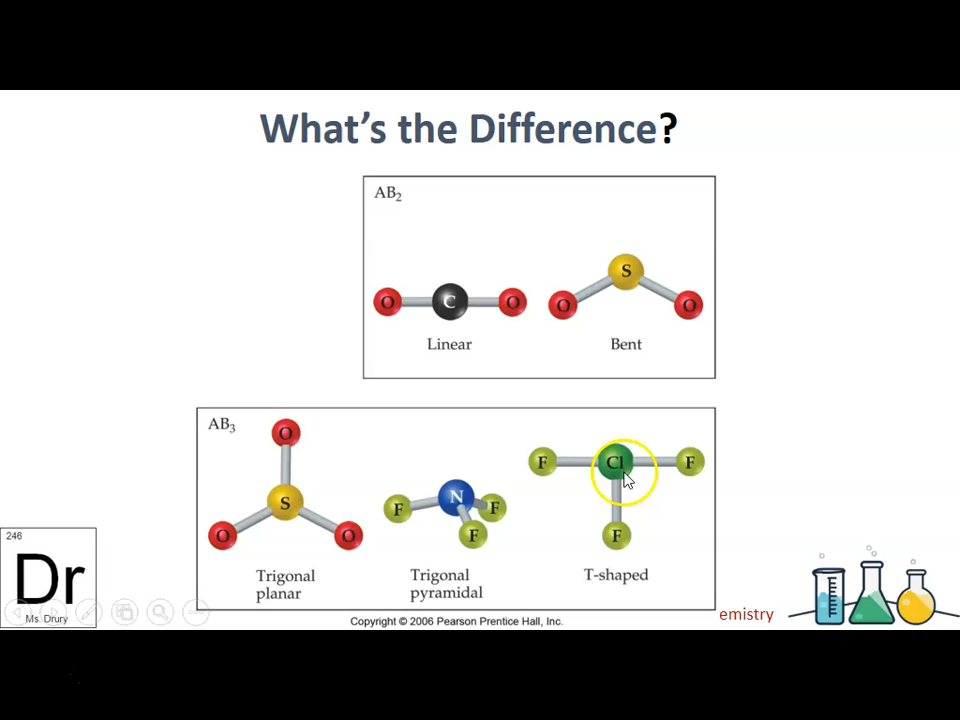 What's the Difference?
AB₂
O C O
S
O O
Linear
Bent
AB₃
O
S
O O
N
F F
F
F Cl F
F
Trigonal
planar
Trigonal
pyramidal
T-shaped
246
Dr
Ms. Drury
Copyright © 2006 Pearson Prentice Hall, Inc.
emistry